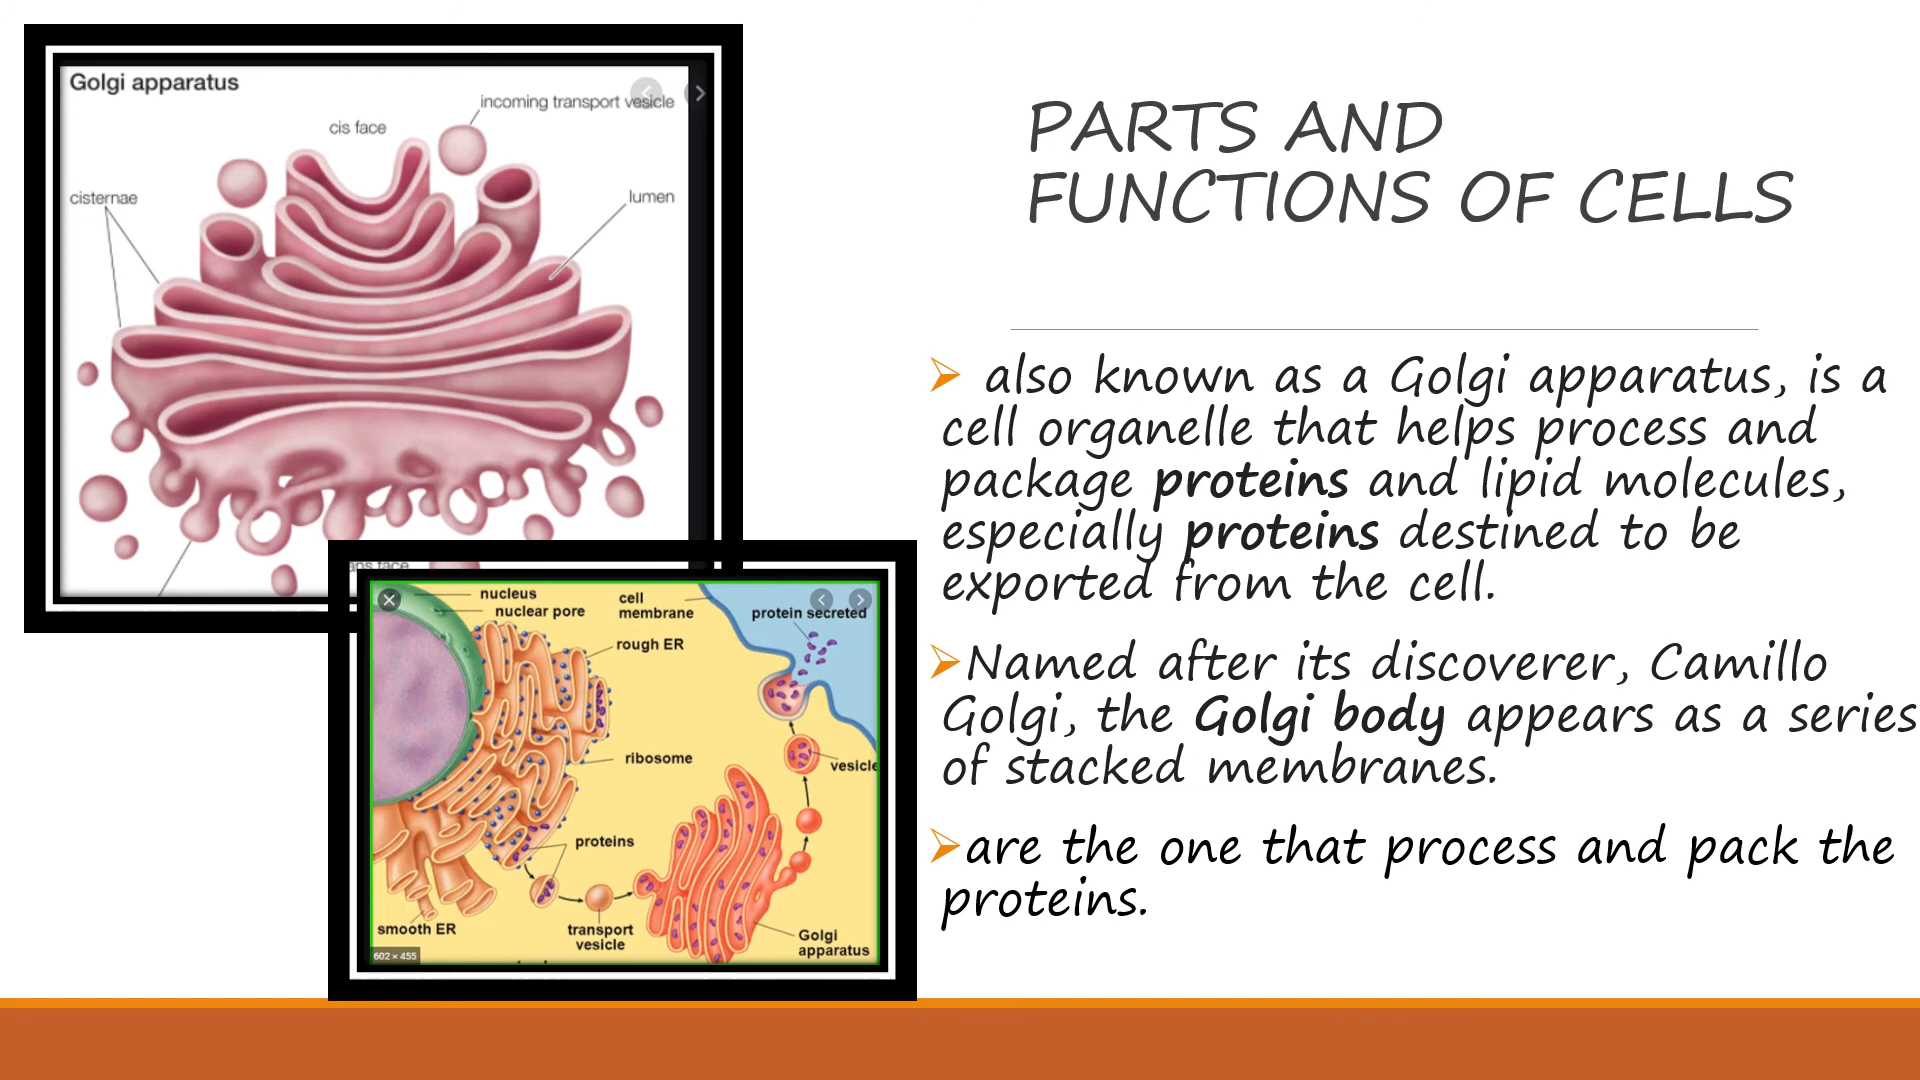 Golgi apparatus
incoming transport vesicle
cis face
cisternae
lumen
nucleus
nuclear pore
cell
membrane
protein secreted
rough ER
ribosome
vesicle
proteins
smooth ER
transport
vesicle
Golgi
apparatus
602 × 455
PARTS AND
FUNCTIONS OF CELLS
also known as a Golgi apparatus, is a
cell organelle that helps process and
package proteins and lipid molecules,
especially proteins destined to be
exported from the cell.
Named after its discoverer, Camillo
Golgi, the Golgi body appears as a series
of stacked membranes.
are the one that process and pack the
proteins.